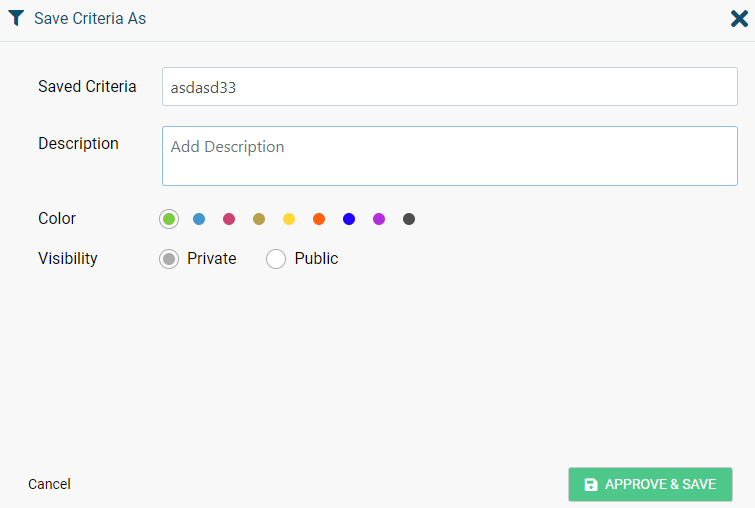 Save Criteria As
Saved Criteria
asdasd33
Description
Add Description
Color
Visibility
Private
Public
Cancel
APPROVE & SAVE